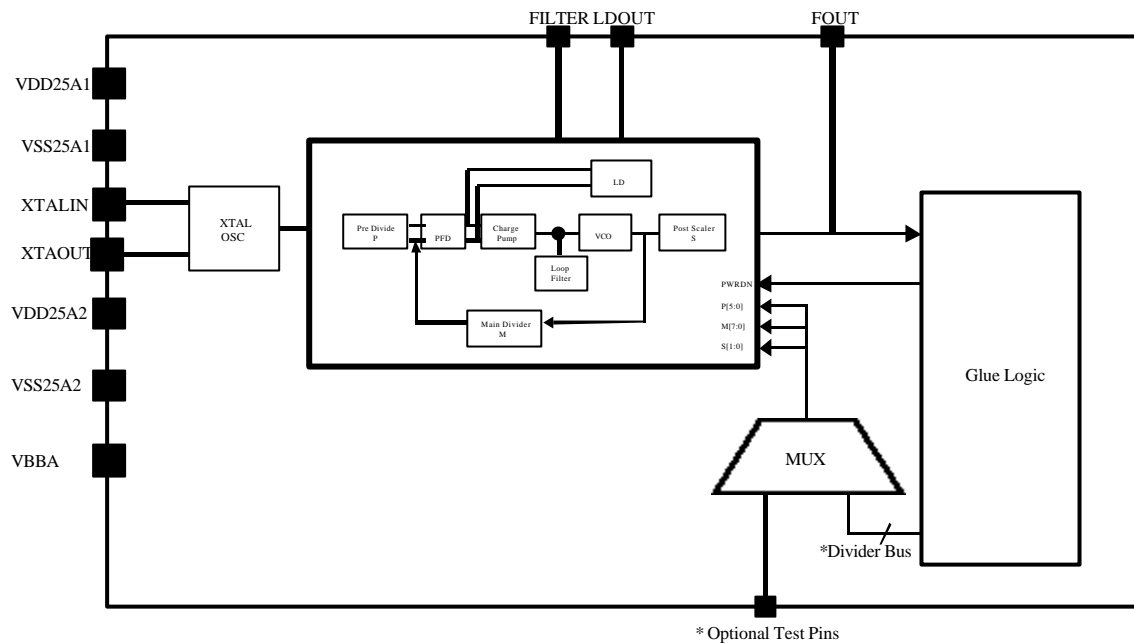 FILTER LDOUT
FOUT
VDD25A1
VSS25A1
XTALIN
XTAOUT
VDD25A2
VSS25A2
VBBA
XTAL
OSC
LD
Pre Divide
P
PFD
Charge
Pump
VCO
Post Scaler
S
Loop
Filter
Main Divider
M
PWRDN
P[5:0]
M[7:0]
S[1:0]
Glue Logic
MUX
*Divider Bus
* Optional Test Pins